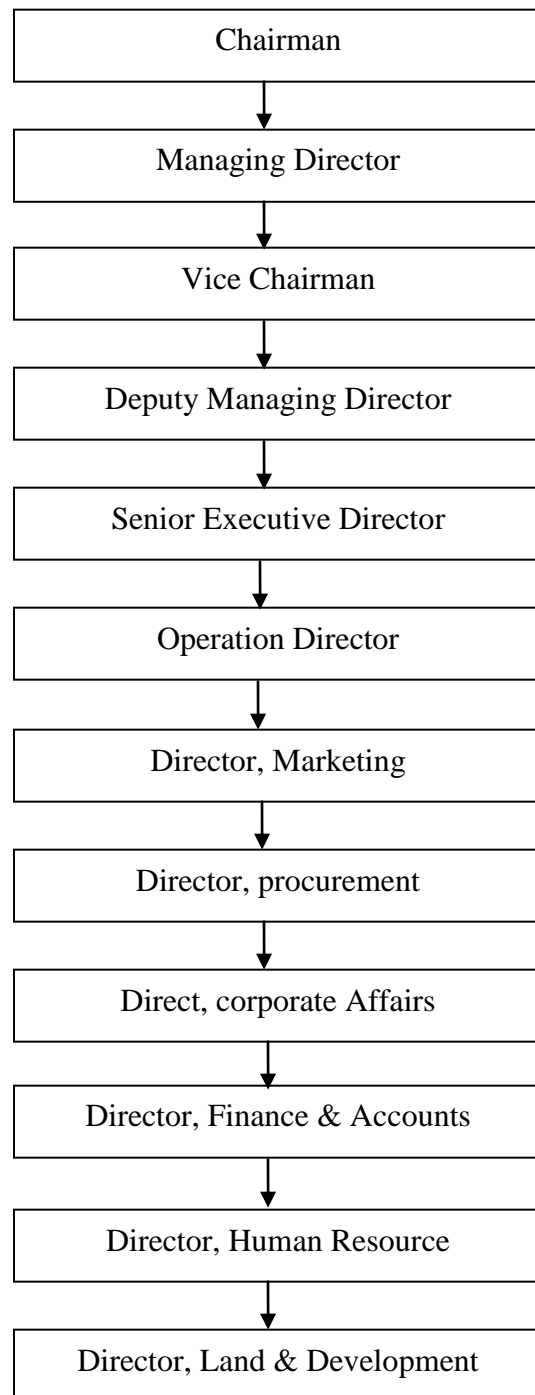 Chairman
Managing Director
Vice Chairman
Deputy Managing Director
Senior Executive Director
Operation Director
Director, Marketing
Director, procurement
Direct, corporate Affairs
Director, Finance & Accounts
Director, Human Resource
Director, Land & Development